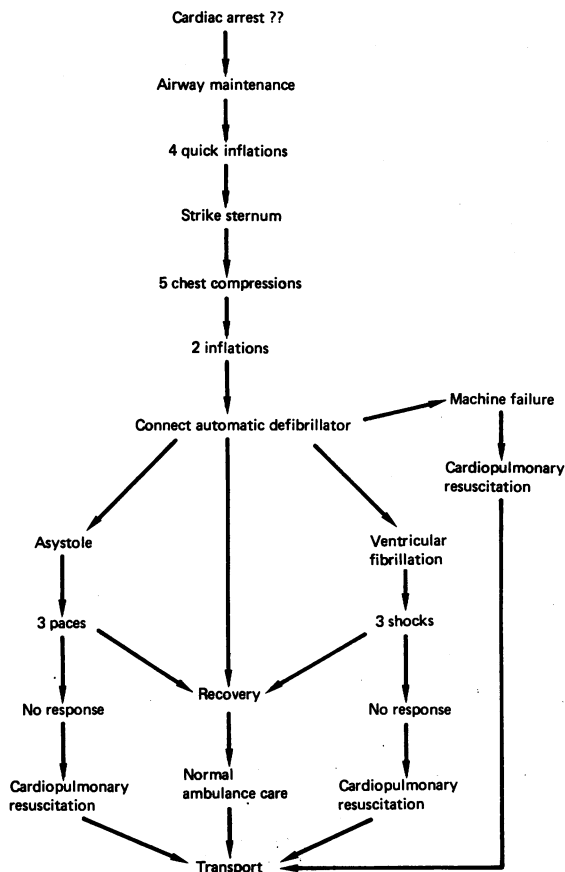 Cardiac arrest ??
Airway maintenance
4 quick inflations
Strike sternum
5 chest compressions
2 inflations
Connect automatic defibrillator
Machine failure
Cardiopulmonary
resuscitation
Asystole
Ventricular
fibrillation
3 paces
3 shocks
Recovery
No response
No response
Cardiopulmonary
resuscitation
Normal
ambulance care
Cardiopulmonary
resuscitation
Transport